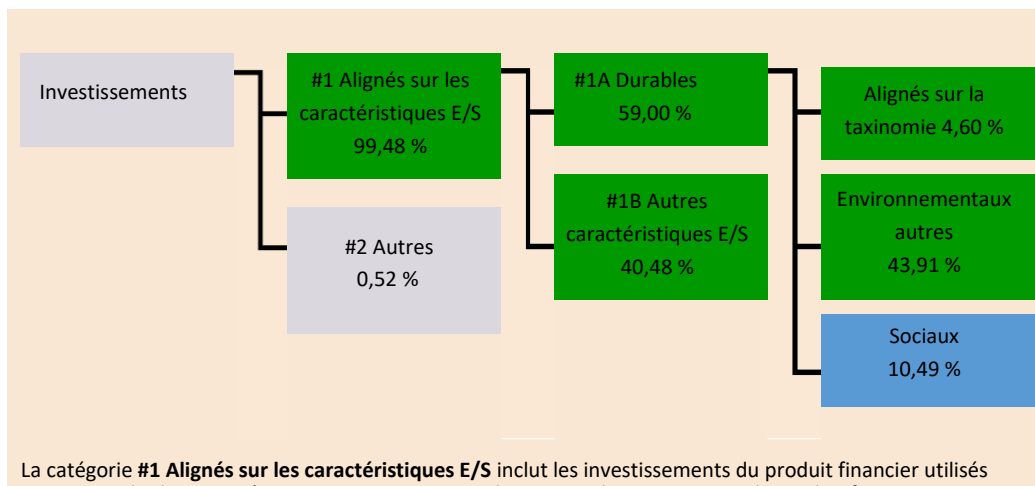 Investissements
#1 Alignés sur les
caractéristiques E/S
99,48 %
#2 Autres
0,52 %
#1A Durables
59,00 %
#1B Autres
caractéristiques E/S
40,48 %
Alignés sur la
taxinomie 4,60 %
Environnementaux
autres
43,91 %
Sociaux
10,49 %
La catégorie #1 Alignés sur les caractéristiques E/S inclut les investissements du produit financier utilisés